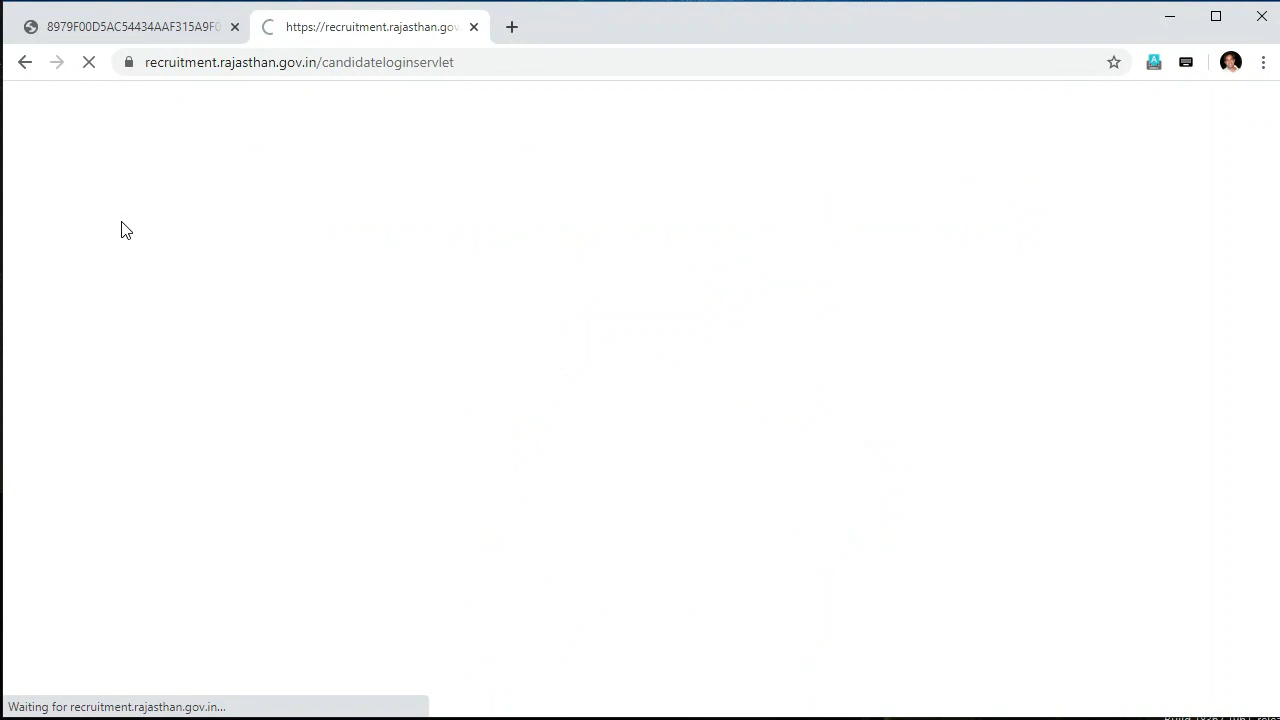 8979F00D5AC54434AAF315A9F0
https://recruitment.rajasthan.gov.
recruitment.rajasthan.gov.in/candidateloginservlet
Waiting for recruitment.rajasthan.gov.in...